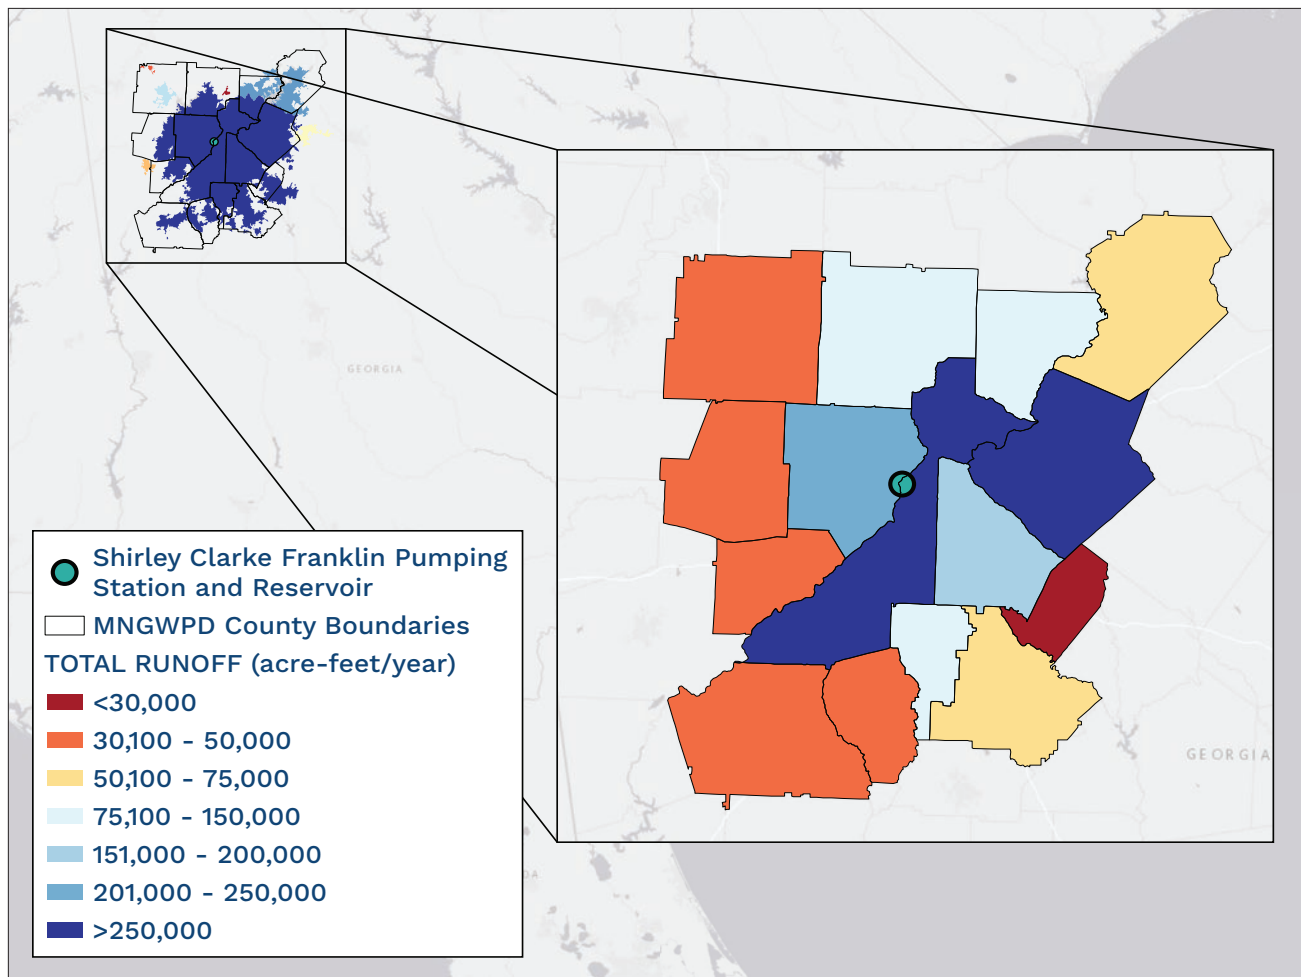 GEORGIA
Shirley Clarke Franklin Pumping
Station and Reservoir
MNGWPD County Boundaries
TOTAL RUNOFF (acre-feet/year)
<30,000
30,100 - 50,000
50,100 - 75,000
75,100 - 150,000
151,000 - 200,000
201,000 - 250,000
>250,000
GEORGIA
DA